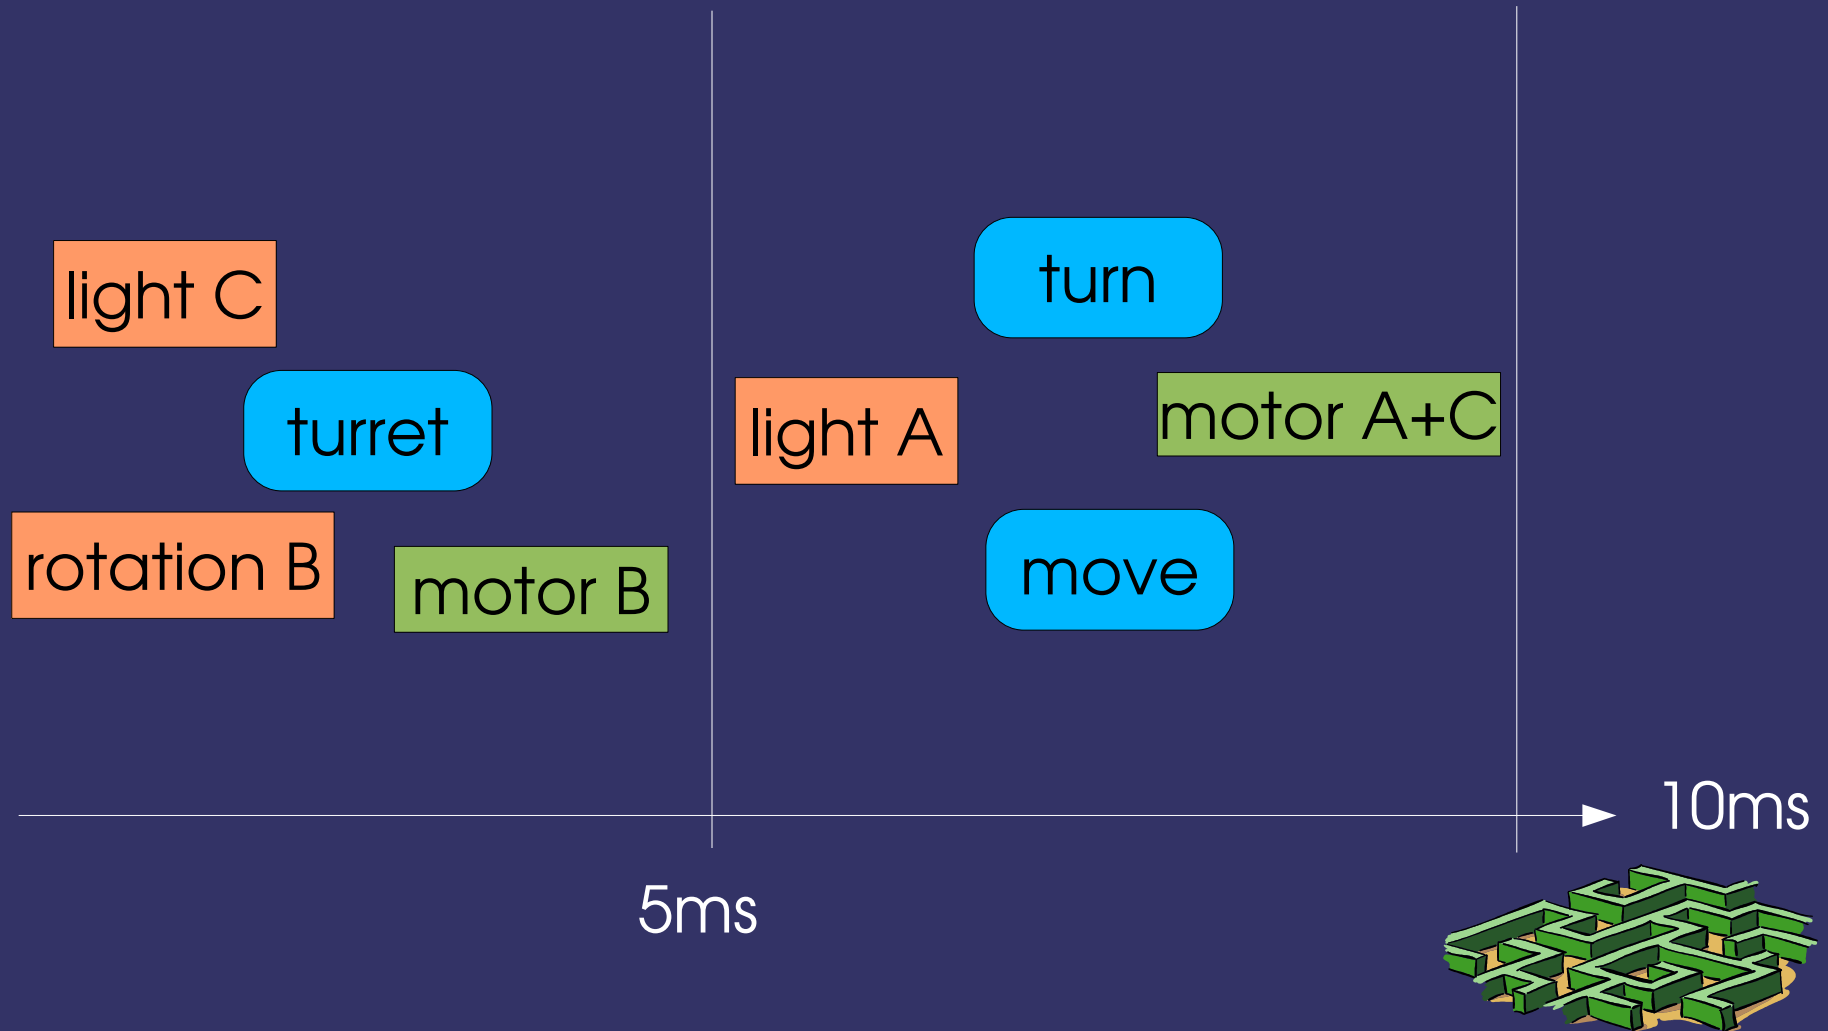 light C
turret
rotation B
motor B
turn
light A
motor A+C
move
10ms
5ms